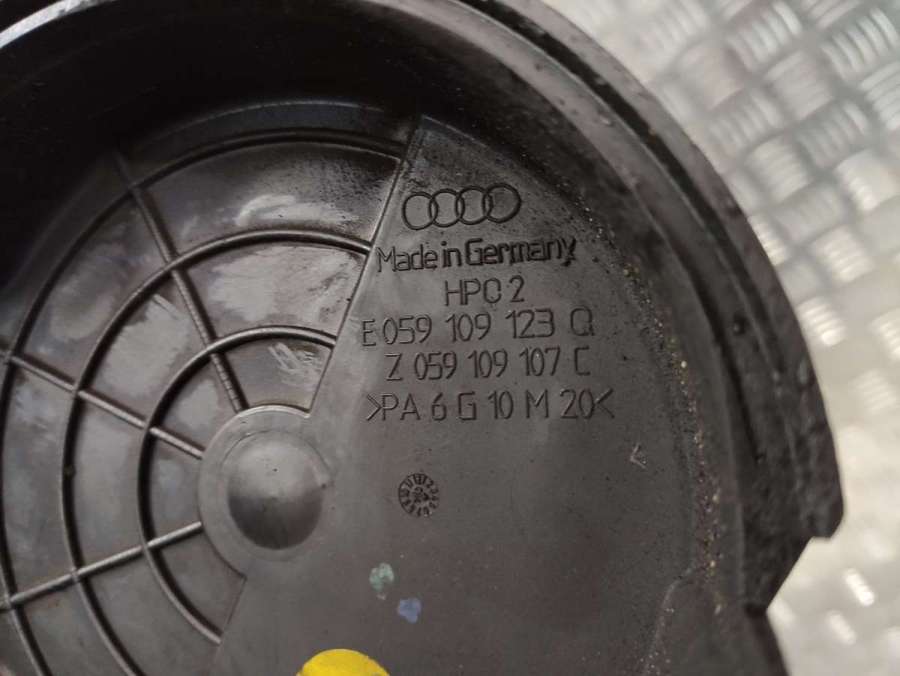 Made in Germany
HPC 2
E 059 109 123 Q
Z 059 109 107 C
>PA 6 G 10 M 20<